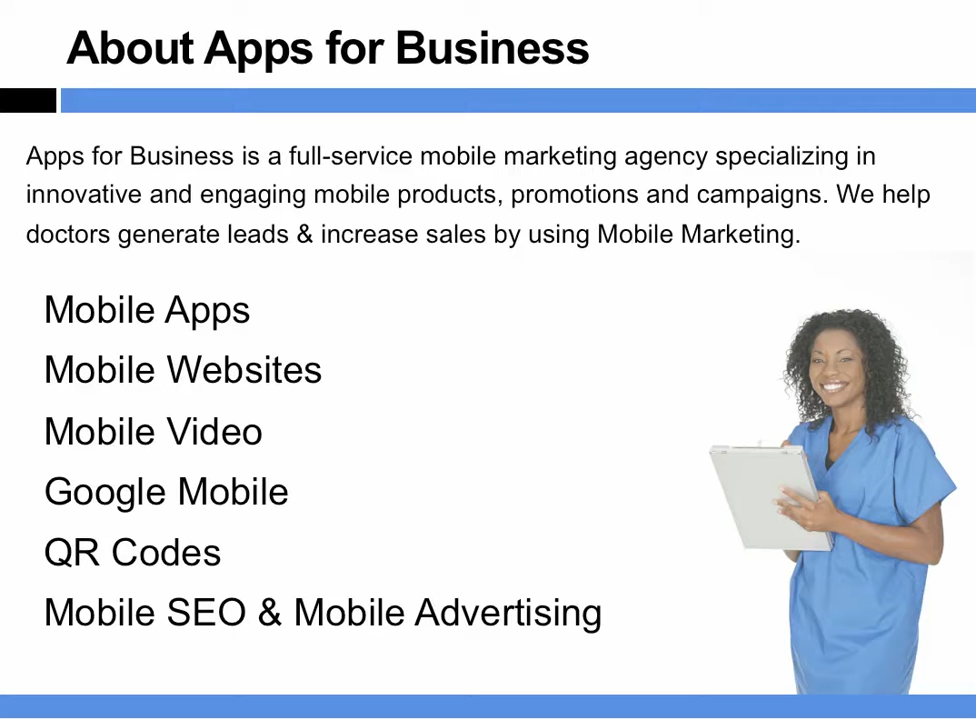 About Apps for Business
Apps for Business is a full-service mobile marketing agency specializing in
innovative and engaging mobile products, promotions and campaigns. We help
doctors generate leads & increase sales by using Mobile Marketing.
Mobile Apps
Mobile Websites
Mobile Video
Google Mobile
QR Codes
Mobile SEO & Mobile Advertising